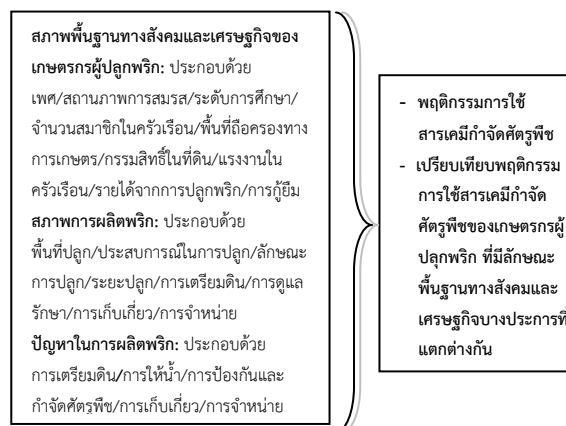 สภาพพื้นฐานทางสังคมและเศรษฐกิจของ
เกษตรกรผู้ปลูกพริก: ประกอบด้วย
เพศ/สถานภาพการสมรส/ระดับการศึกษา/
จำนวนสมาชิกในครัวเรือน/พื้นที่ถือครองทาง
การเกษตร/กรรมสิทธิ์ในที่ดิน/แรงงานใน
ครัวเรือน/รายได้จากการปลูกพริก/การกู้ยืม
สภาพการผลิตพริก: ประกอบด้วย
พื้นที่ปลูก/ประสบการณ์ในการปลูก/ลักษณะ
การปลูก/ระยะปลูก/การเตรียมดิน/การดูแล
รักษา/การเก็บเกี่ยว/การจำหน่าย
ปัญหาในการผลิตพริก: ประกอบด้วย
การเตรียมดิน/การให้น้ำ/การป้องกันและ
กำจัดศัตรูพืช/การเก็บเกี่ยว/การจำหน่าย
- พฤติกรรมการใช้
สารเคมีกำจัดศัตรูพืช
- เปรียบเทียบพฤติกรรม
การใช้สารเคมีกำจัด
ศัตรูพืชของเกษตรกรผู้
ปลุกพริก ที่มีลักษณะ
พื้นฐานทางสังคมและ
เศรษฐกิจบางประการที่
แตกต่างกัน